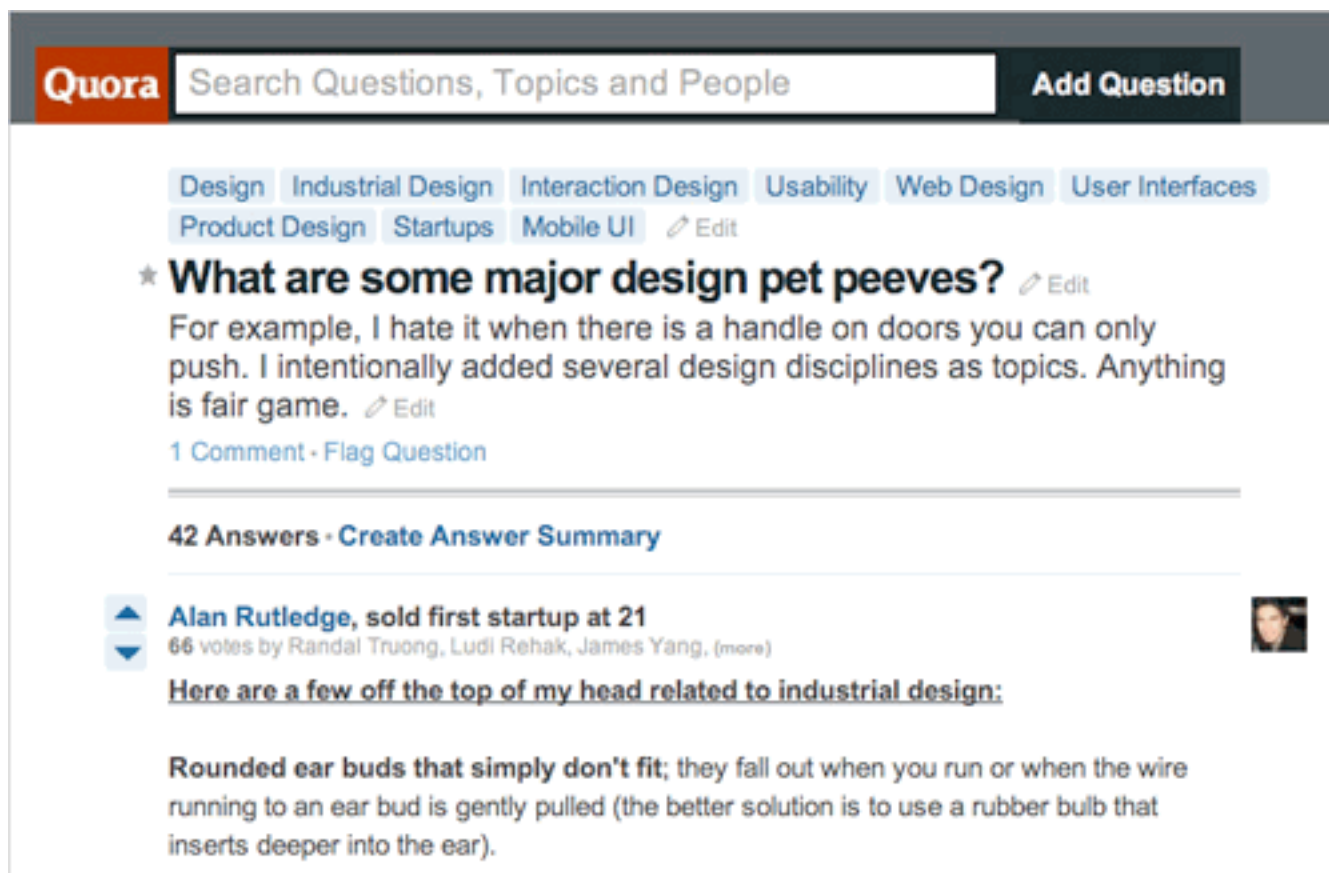 Quora Search Questions, Topics and People Add Question
Design Industrial Design Interaction Design Usability Web Design User Interfaces
Product Design Startups Mobile UI Edit
What are some major design pet peeves? Edit
For example, I hate it when there is a handle on doors you can only
push. I intentionally added several design disciplines as topics. Anything
is fair game. Edit
1 Comment • Flag Question
42 Answers • Create Answer Summary
Alan Rutledge, sold first startup at 21
66 votes by Randal Truong, Ludi Rehak, James Yang, (more)
Here are a few off the top of my head related to industrial design:
Rounded ear buds that simply don't fit; they fall out when you run or when the wire
running to an ear bud is gently pulled (the better solution is to use a rubber bulb that
inserts deeper into the ear).